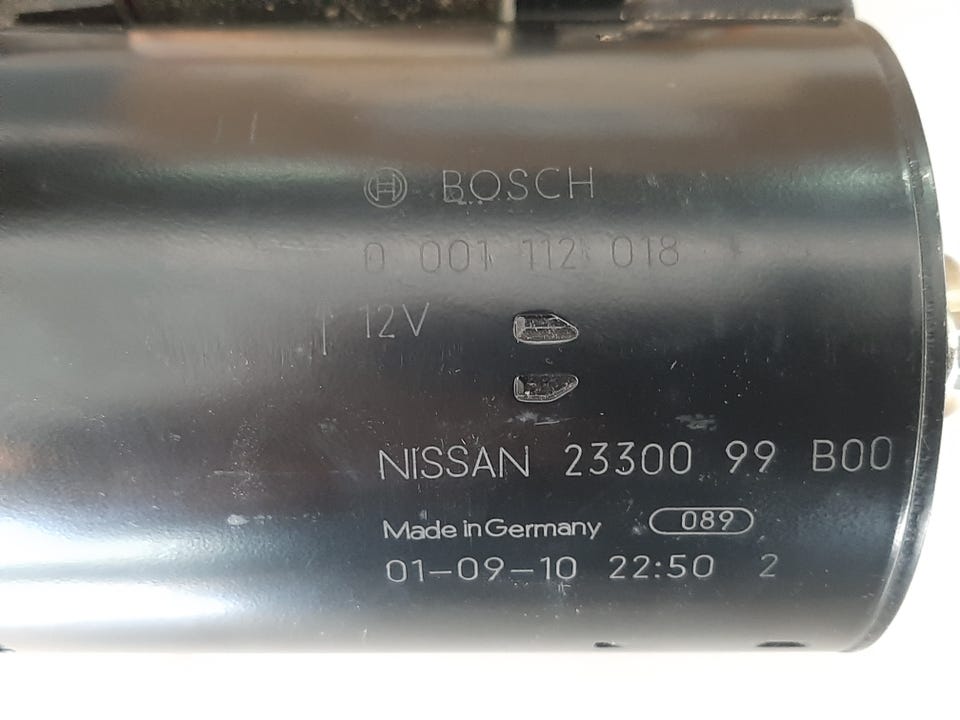 BOSCH
0 001 112 018
12V
NISSAN 23300 99 B00
Made in Germany 089
01-09-10 22:50 2